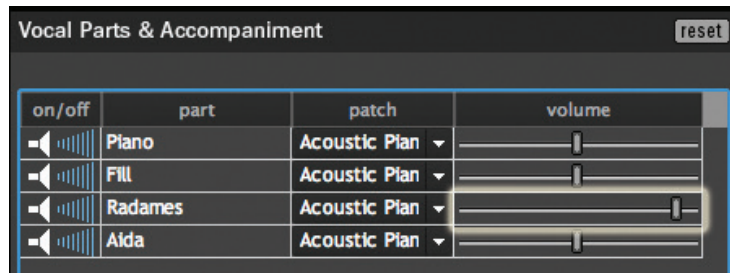 Vocal Parts & Accompaniment reset
on/off part patch volume
Piano Acoustic Pian
Fill Acoustic Pian
Radames Acoustic Pian
Aida Acoustic Pian